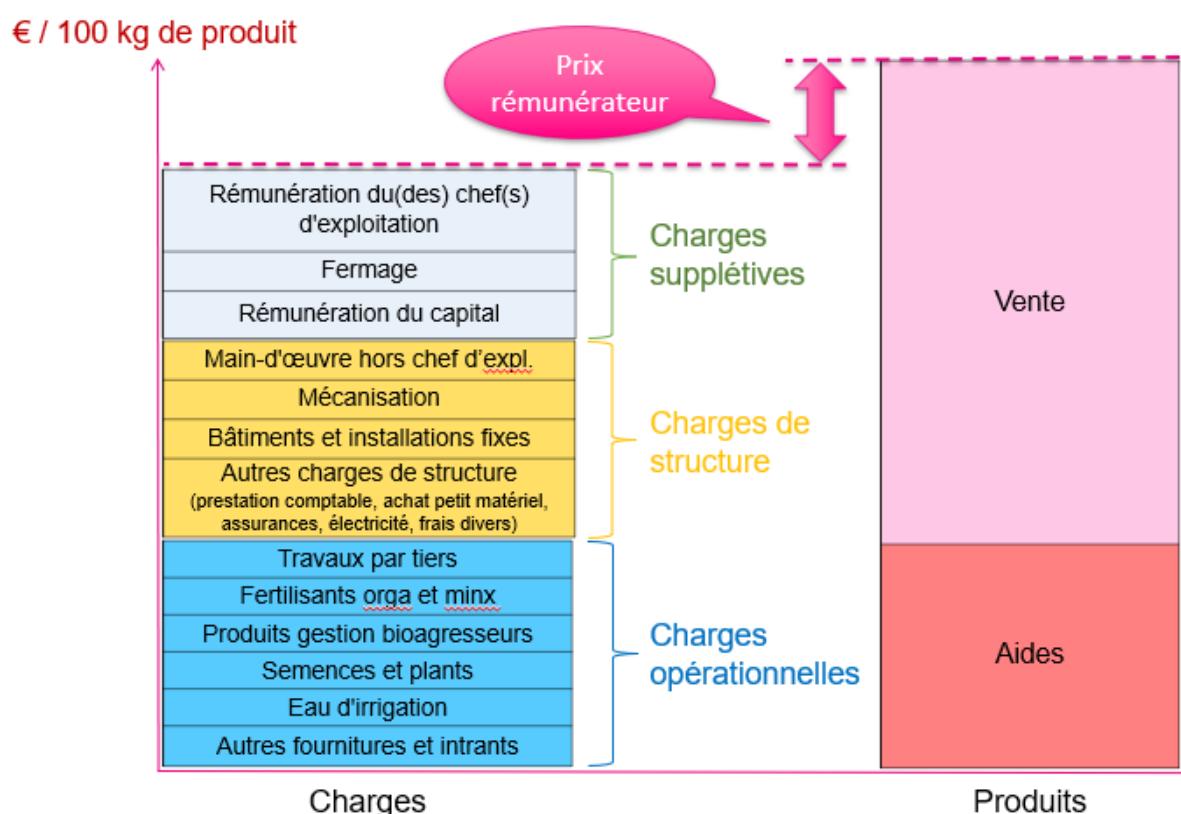 € / 100 kg de produit
Prix
rémunérateur
Rémunération du(des) chef(s)
d'exploitation
Fermage
Rémunération du capital
Charges
supplétives
Main-d'œuvre hors chef d’expl.
Mécanisation
Bâtiments et installations fixes
Autres charges de structure
(prestation comptable, achat petit matériel,
assurances, électricité, frais divers)
Charges de
structure
Travaux par tiers
Fertilisants orga et minx
Produits gestion bioagresseurs
Semences et plants
Eau d'irrigation
Autres fournitures et intrants
Charges
opérationnelles
Vente
Aides
Charges
Produits